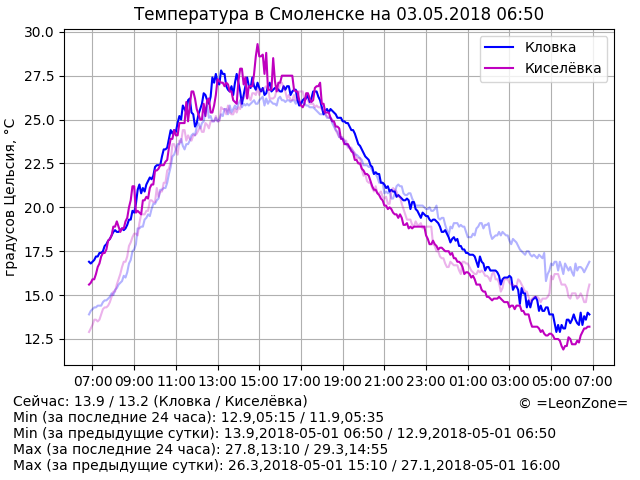 Температура в Смоленске на 03.05.2018 06:50
30.0
27.5
25.0
22.5
20.0
17.5
15.0
12.5
градусов Цельсия, °C
Кловка
Киселёвка
07:00 09:00 11:00 13:00 15:00 17:00 19:00 21:00 23:00 01:00 03:00 05:00 07:00
Сейчас: 13.9 / 13.2 (Кловка / Киселёвка)
© =LeonZone=
Min (за последние 24 часа): 12.9,05:15 / 11.9,05:35
Min (за предыдущие сутки): 13.9,2018-05-01 06:50 / 12.9,2018-05-01 06:50
Max (за последние 24 часа): 27.8,13:10 / 29.3,14:55
Max (за предыдущие сутки): 26.3,2018-05-01 15:10 / 27.1,2018-05-01 16:00